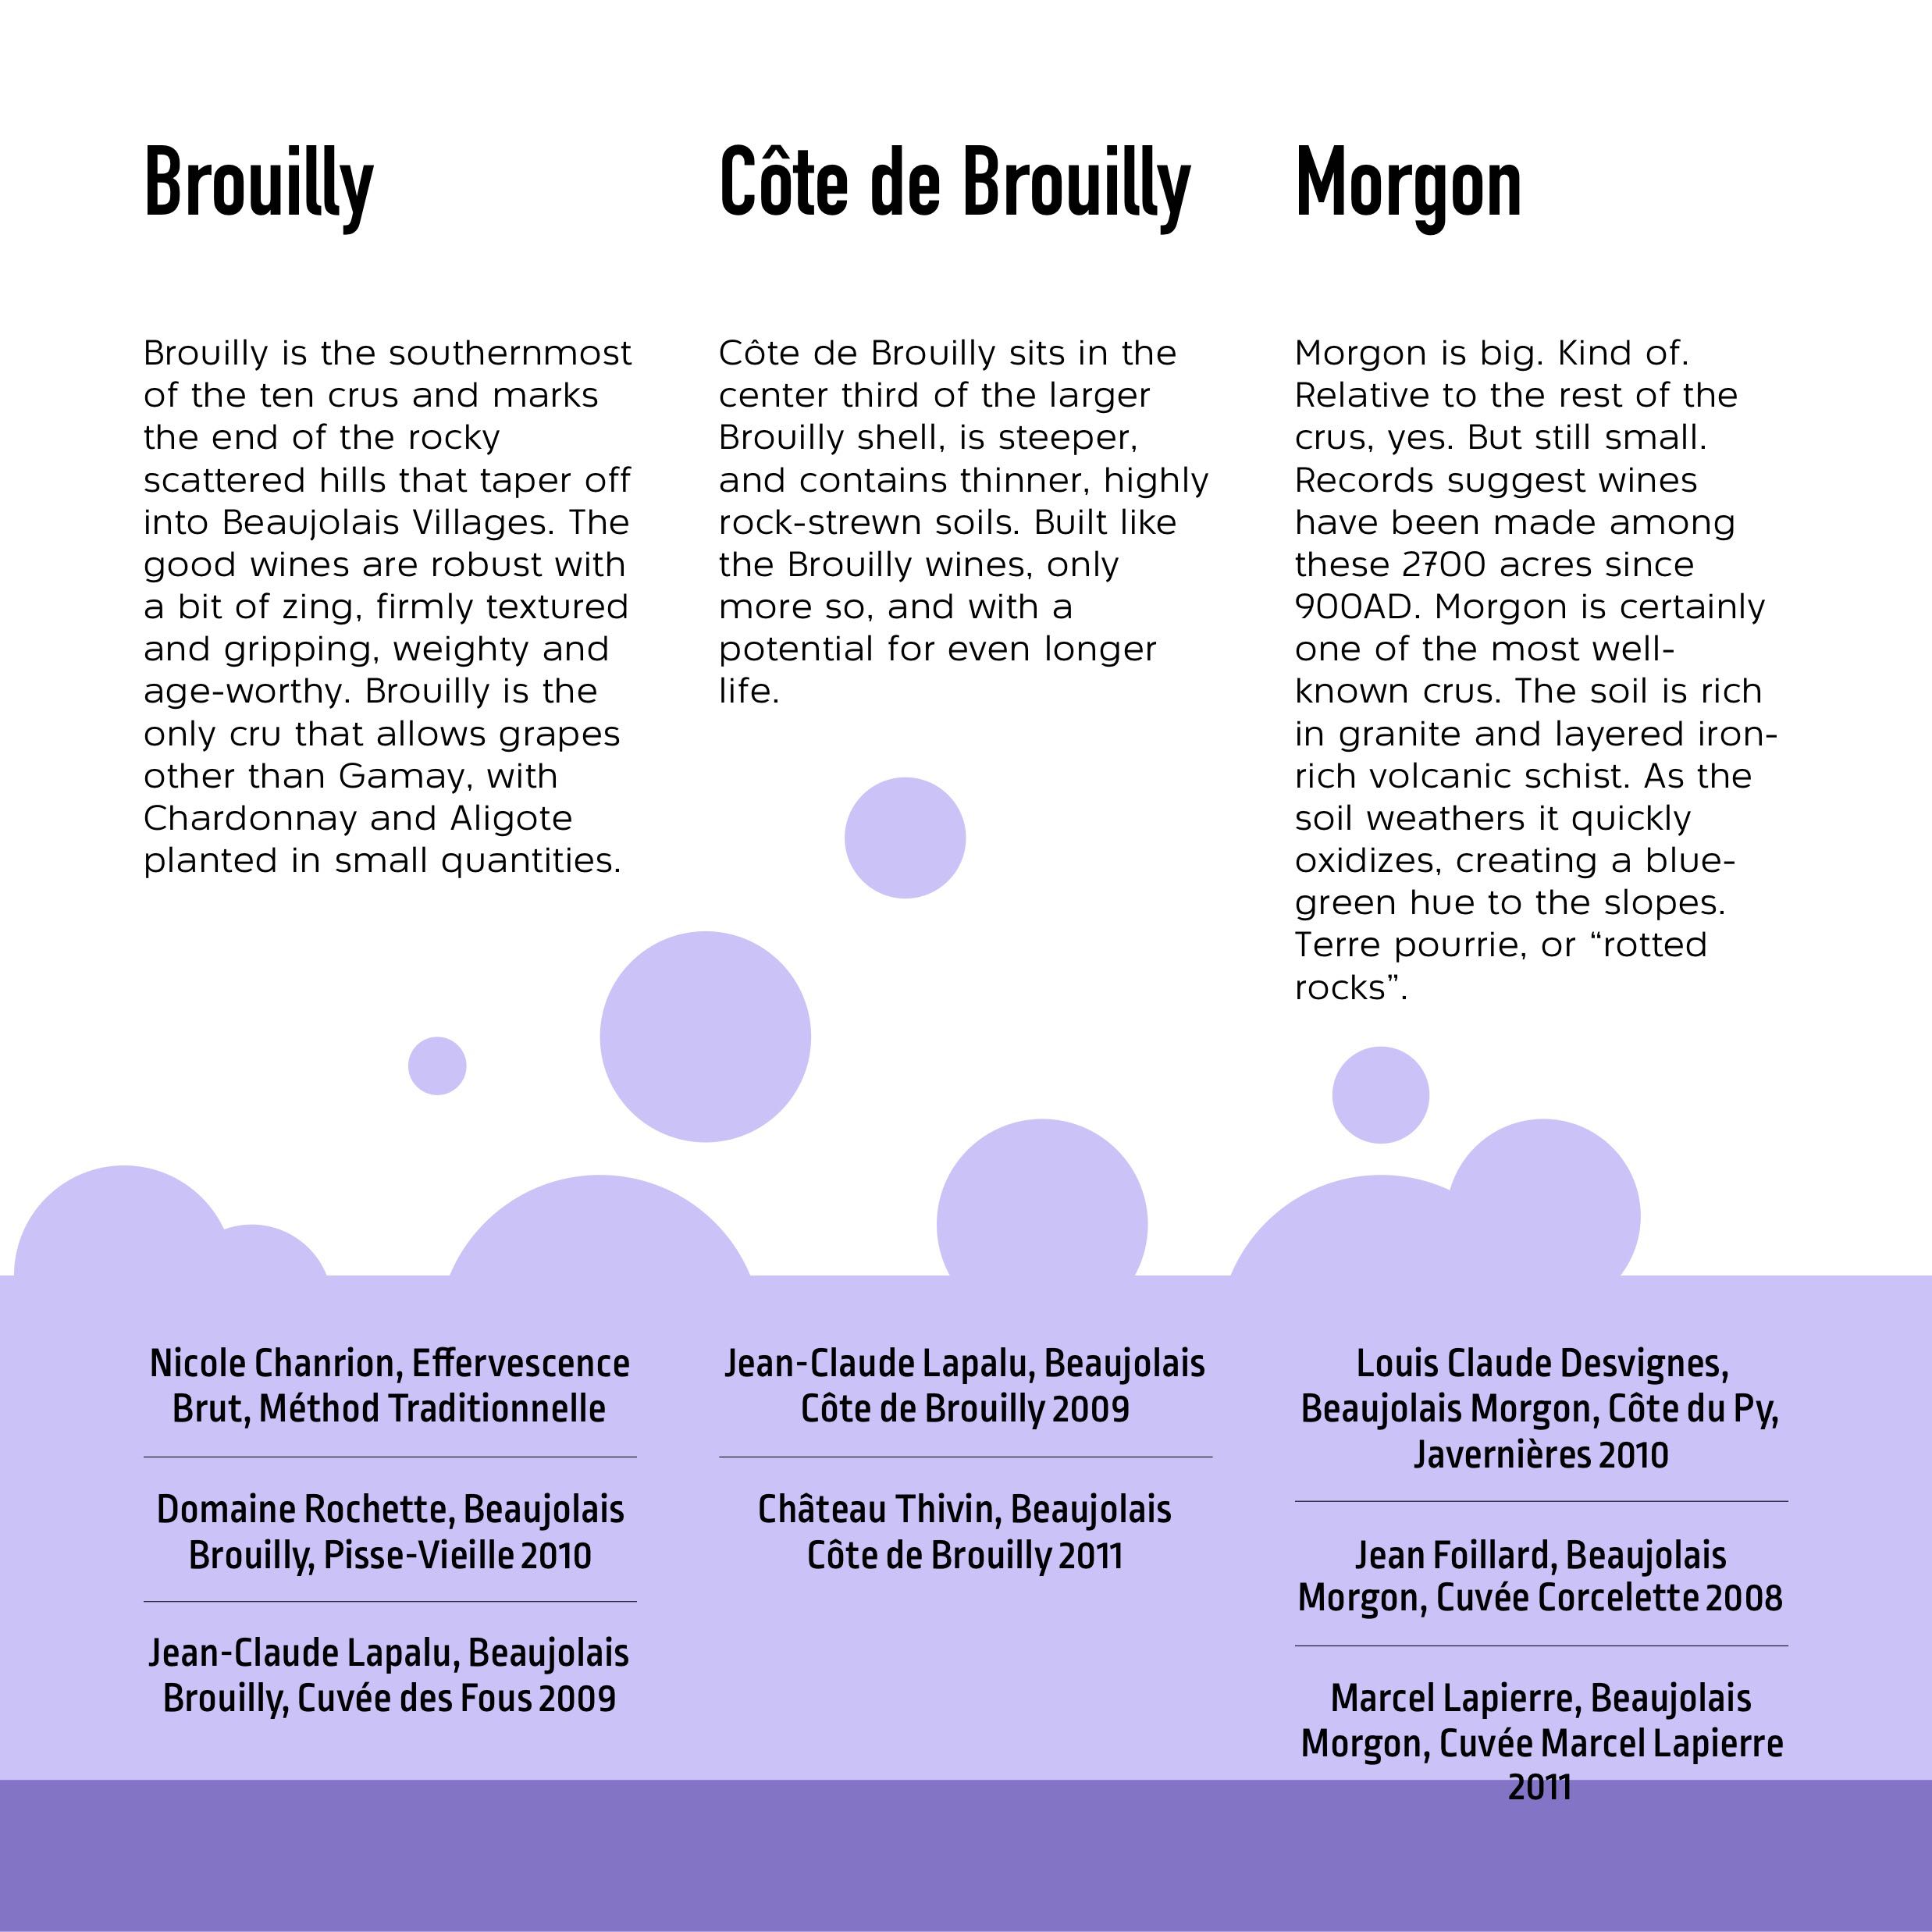 Brouilly
Brouilly is the southernmost
of the ten crus and marks
the end of the rocky
scattered hills that taper off
into Beaujolais Villages. The
good wines are robust with
a bit of zing, firmly textured
and gripping, weighty and
age-worthy. Brouilly is the
only cru that allows grapes
other than Gamay, with
Chardonnay and Aligote
planted in small quantities.
Côte de Brouilly
Côte de Brouilly sits in the
center third of the larger
Brouilly shell, is steeper,
and contains thinner, highly
rock-strewn soils. Built like
the Brouilly wines, only
more so, and with a
potential for even longer
life.
Morgon
Morgon is big. Kind of.
Relative to the rest of the
crus, yes. But still small.
Records suggest wines
have been made among
these 2700 acres since
900AD. Morgon is certainly
one of the most well-
known crus. The soil is rich
in granite and layered iron-
rich volcanic schist. As the
soil weathers it quickly
oxidizes, creating a blue-
green hue to the slopes.
Terre pourrie, or “rotted
rocks”.
Nicole Chanrion, Effervescence
Brut, Méthod Traditionnelle
Domaine Rochette, Beaujolais
Brouilly, Pisse-Vieille 2010
Jean-Claude Lapalu, Beaujolais
Brouilly, Cuvée des Fous 2009
Jean-Claude Lapalu, Beaujolais
Côte de Brouilly 2009
Château Thivin, Beaujolais
Côte de Brouilly 2011
Louis Claude Desvignes,
Beaujolais Morgon, Côte du Py,
Javernières 2010
Jean Foillard, Beaujolais
Morgon, Cuvée Corcelette 2008
Marcel Lapierre, Beaujolais
Morgon, Cuvée Marcel Lapierre
2011